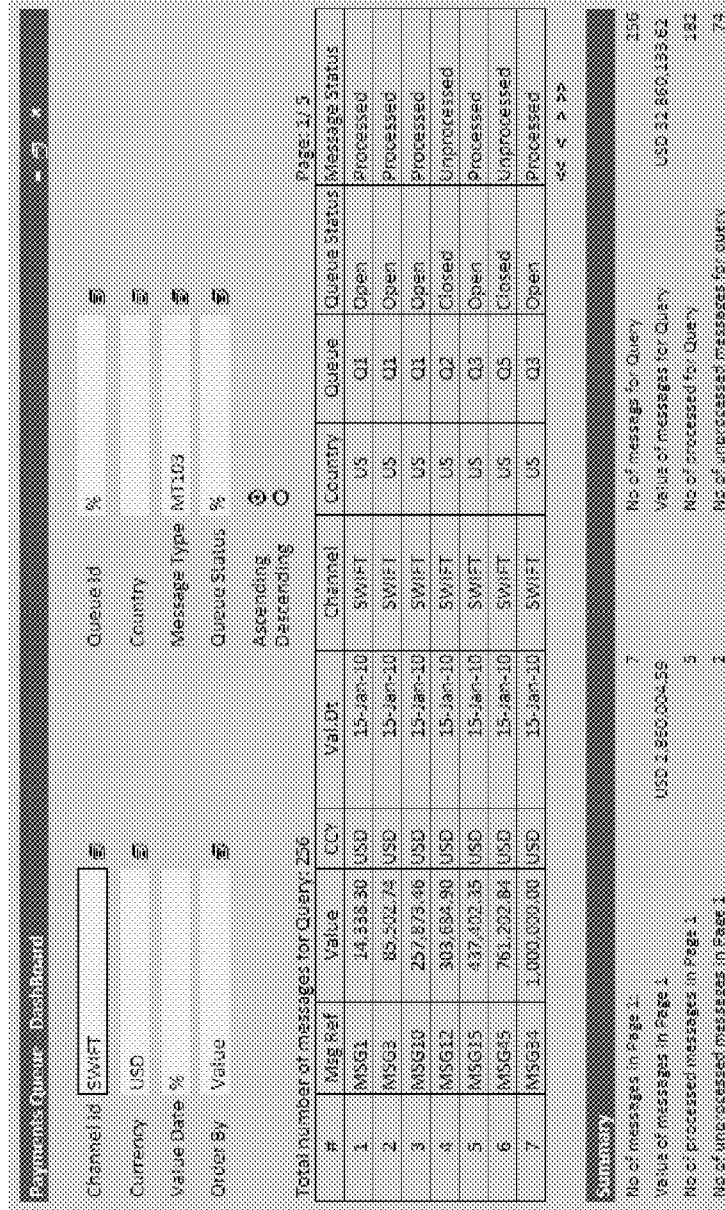 Payments Queue - DashBoard
Channel Id SWIFT Queue Id %
Currency USD Country
Value Date % Message Type MT103
Order By Value Queue Status %
Ascending
Descending
Total number of messages for Query: 256 Page: 1/ 5
# Msg Ref Value CCY Val.Dt Channel Country Queue Queue Status Message Status
1 MSG1 14,338.30 USD 15-Jan-10 SWIFT US Q1 Open Processed
2 MSG3 85,502.74 USD 15-Jan-10 SWIFT US Q1 Open Processed
3 MSG10 257,873.46 USD 15-Jan-10 SWIFT US Q1 Open Processed
4 MSG12 303,684.90 USD 15-Jan-10 SWIFT US Q2 Closed Unprocessed
5 MSG15 437,402.35 USD 15-Jan-10 SWIFT US Q3 Open Processed
6 MSG45 761,202.84 USD 15-Jan-10 SWIFT US Q5 Closed Unprocessed
7 MSG34 1,000,000.00 USD 15-Jan-10 SWIFT US Q3 Open Processed
<< < > >>
Summary
No of messages in Page 1 7 No of messags for Query 256
Value of messages in Page 1 USD 2,860,004.59 Value of messages for Query USD 32,860,133.62
No of processed messages in Page 1 5 No of processed for Query 182
No of unprocessed messages in Page 1 2 No of unprocessed messages for query 74